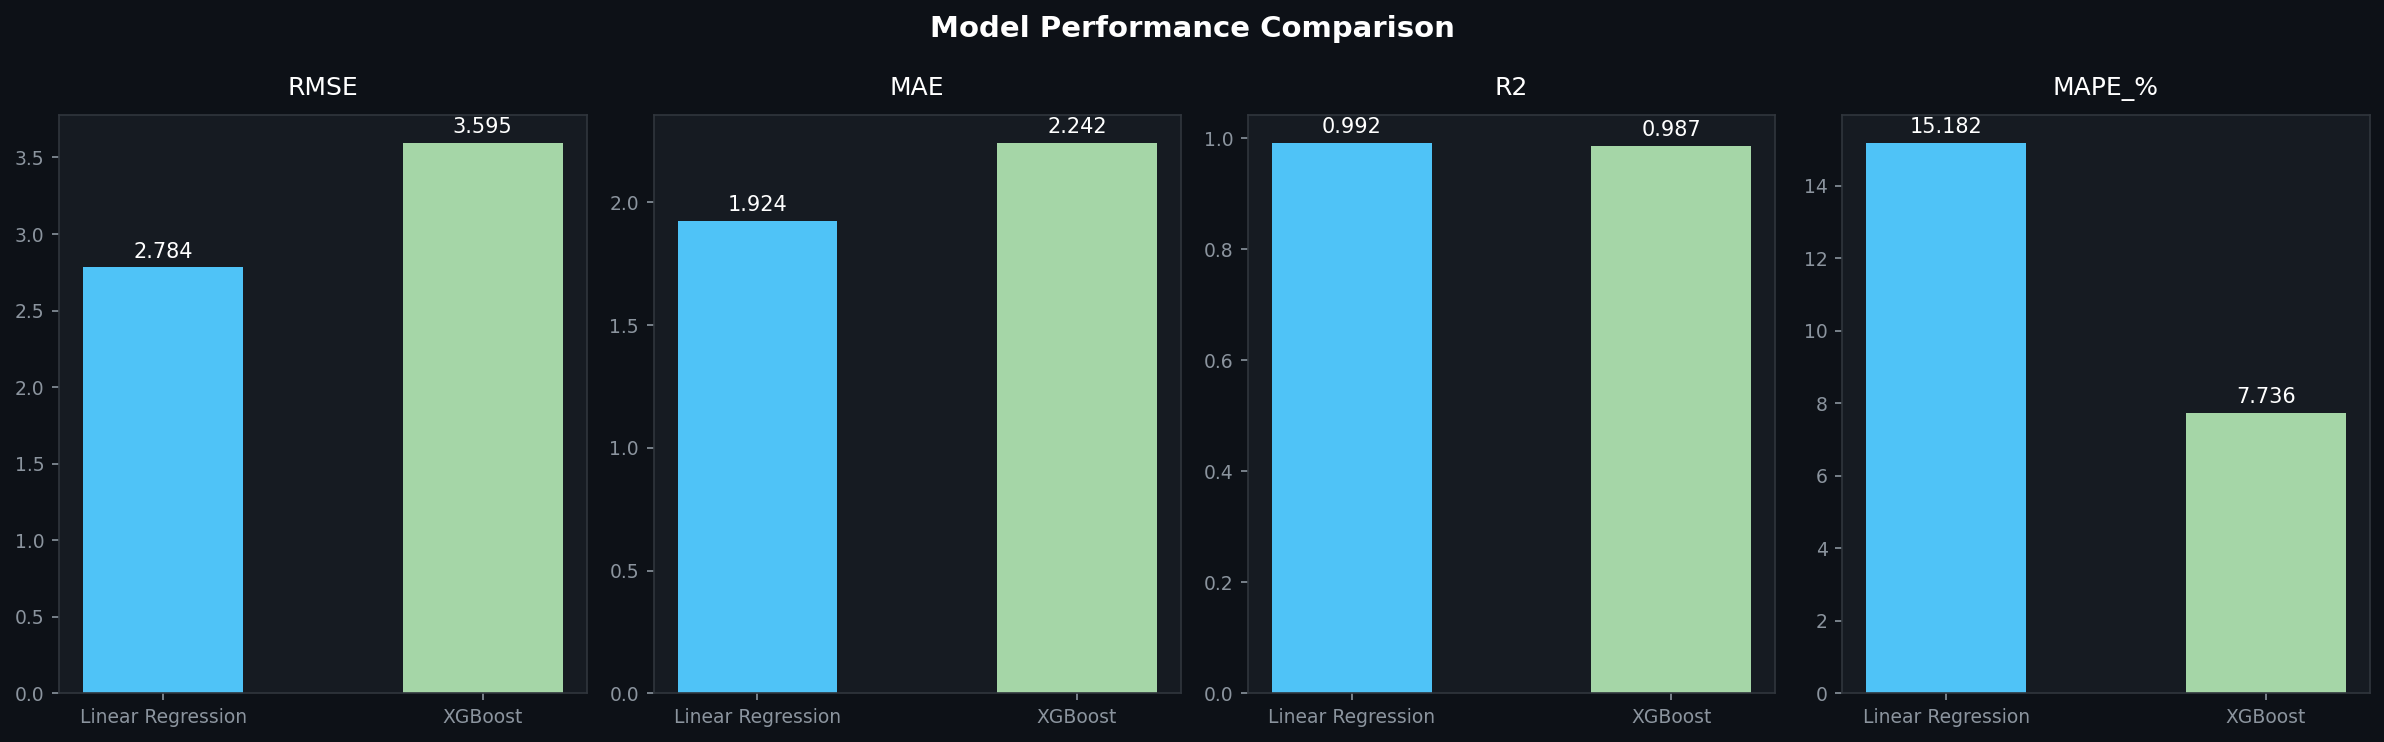 Model Performance Comparison
RMSE
3.595
2.784
3.5
3.0
2.5
2.0
1.5
1.0
0.5
0.0
Linear Regression
XGBoost
MAE
2.242
1.924
2.0
1.5
1.0
0.5
0.0
Linear Regression
XGBoost
R2
0.992
0.987
1.0
0.8
0.6
0.4
0.2
0.0
Linear Regression
XGBoost
MAPE_%
15.182
7.736
14
12
10
8
6
4
2
0
Linear Regression
XGBoost